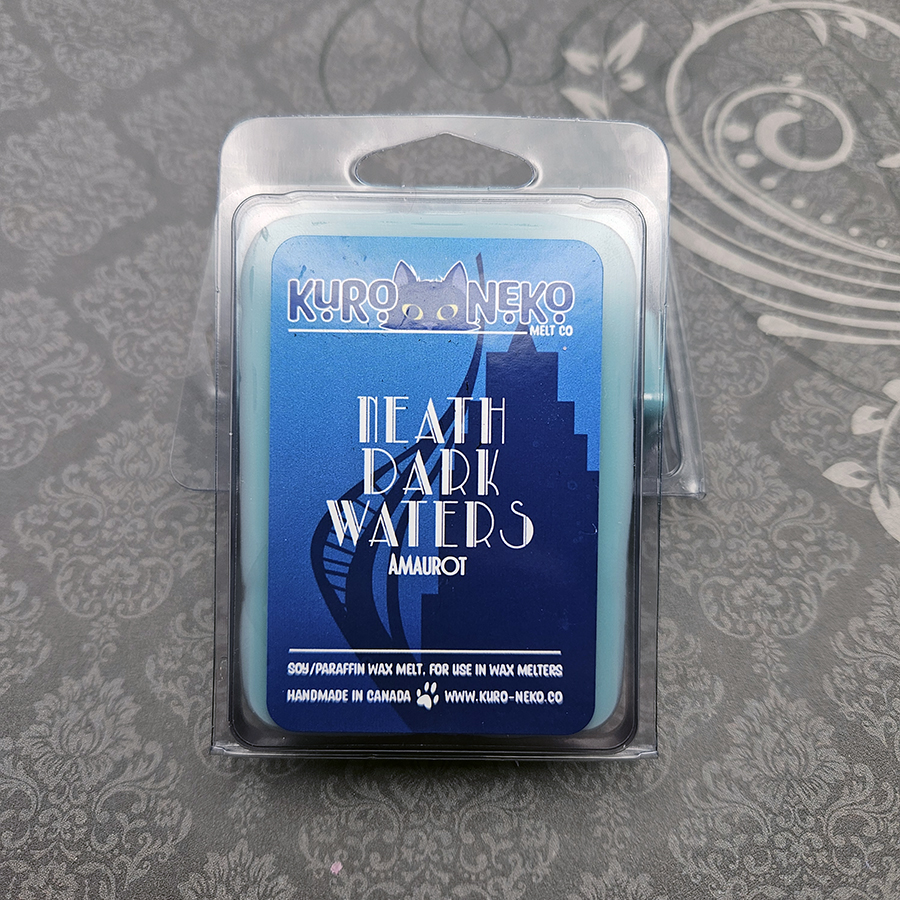 KURO NEKO
MELT CO
NEATH
DARK
WATERS
AMAUROT
SOY/PARAFFIN WAX MELT. FOR USE IN WAX MELTERS
HANDMADE IN CANADA WWW.KURO-NEKO.CO